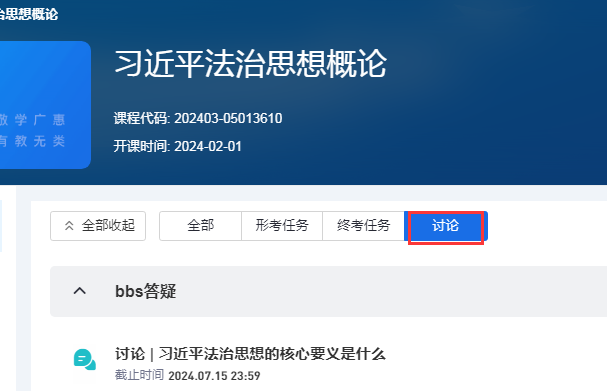 治思想概论
习近平法治思想概论
敬学广惠
有教无类
课程代码: 202403-05013610
开课时间: 2024-02-01
全部收起 全部 形考任务 终考任务 讨论
bbs答疑
讨论 | 习近平法治思想的核心要义是什么
截止时间 2024.07.15 23:59